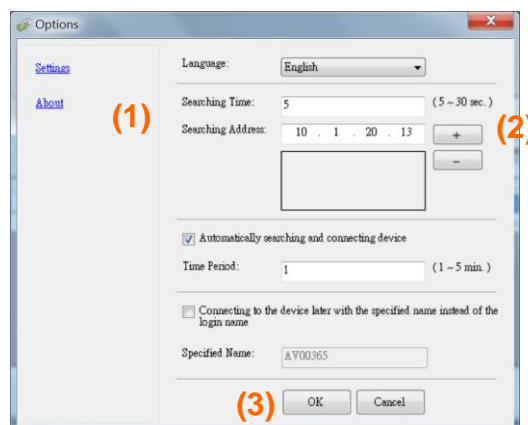 Options
Settings
About
(1)
Language: English
Searching Time: 5 (5 ~ 30 sec.)
Searching Address: 10 . 1 . 20 . 13 +
(2)
−
Automatically searching and connecting device
Time Period: 1 (1 ~ 5 min.)
Connecting to the device later with the specified name instead of the
login name
Specified Name: AV00365
(3) OK Cancel